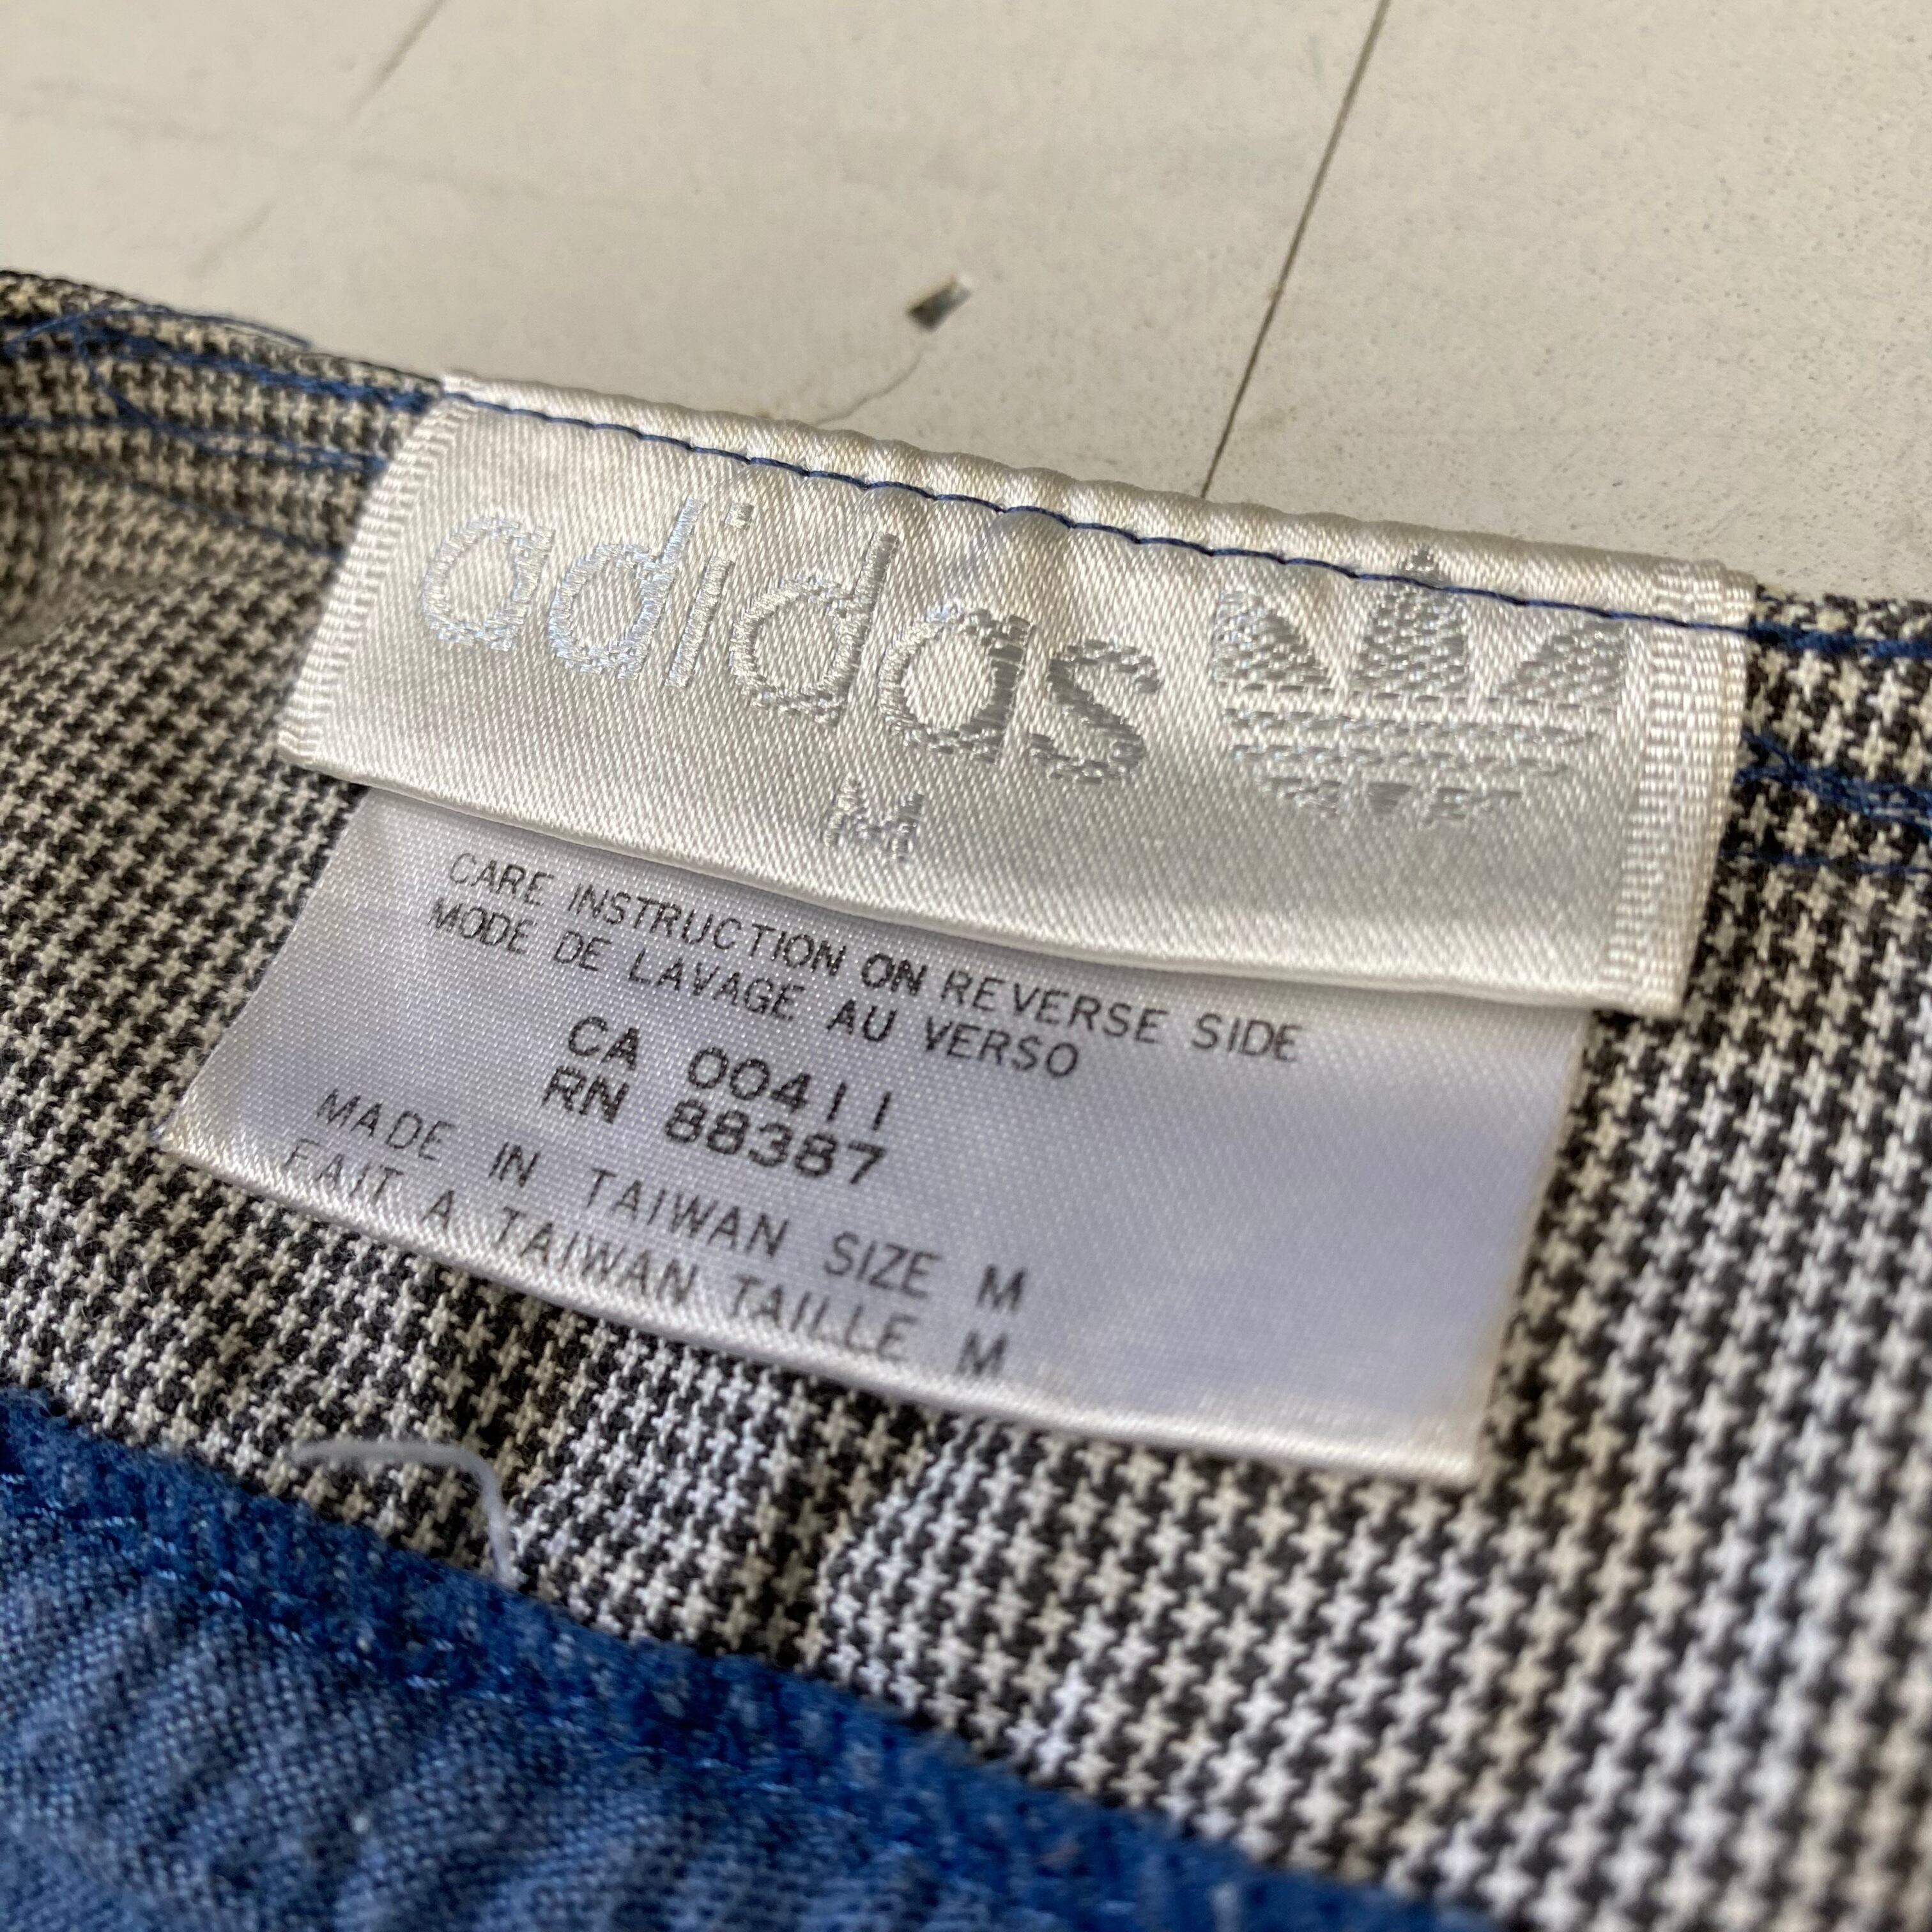 adidas
M
CARE INSTRUCTION ON REVERSE SIDE
MODE DE LAVAGE AU VERSO
CA 00411
RN 88387
MADE IN TAIWAN SIZE M
FAIT A TAIWAN TAILLE M